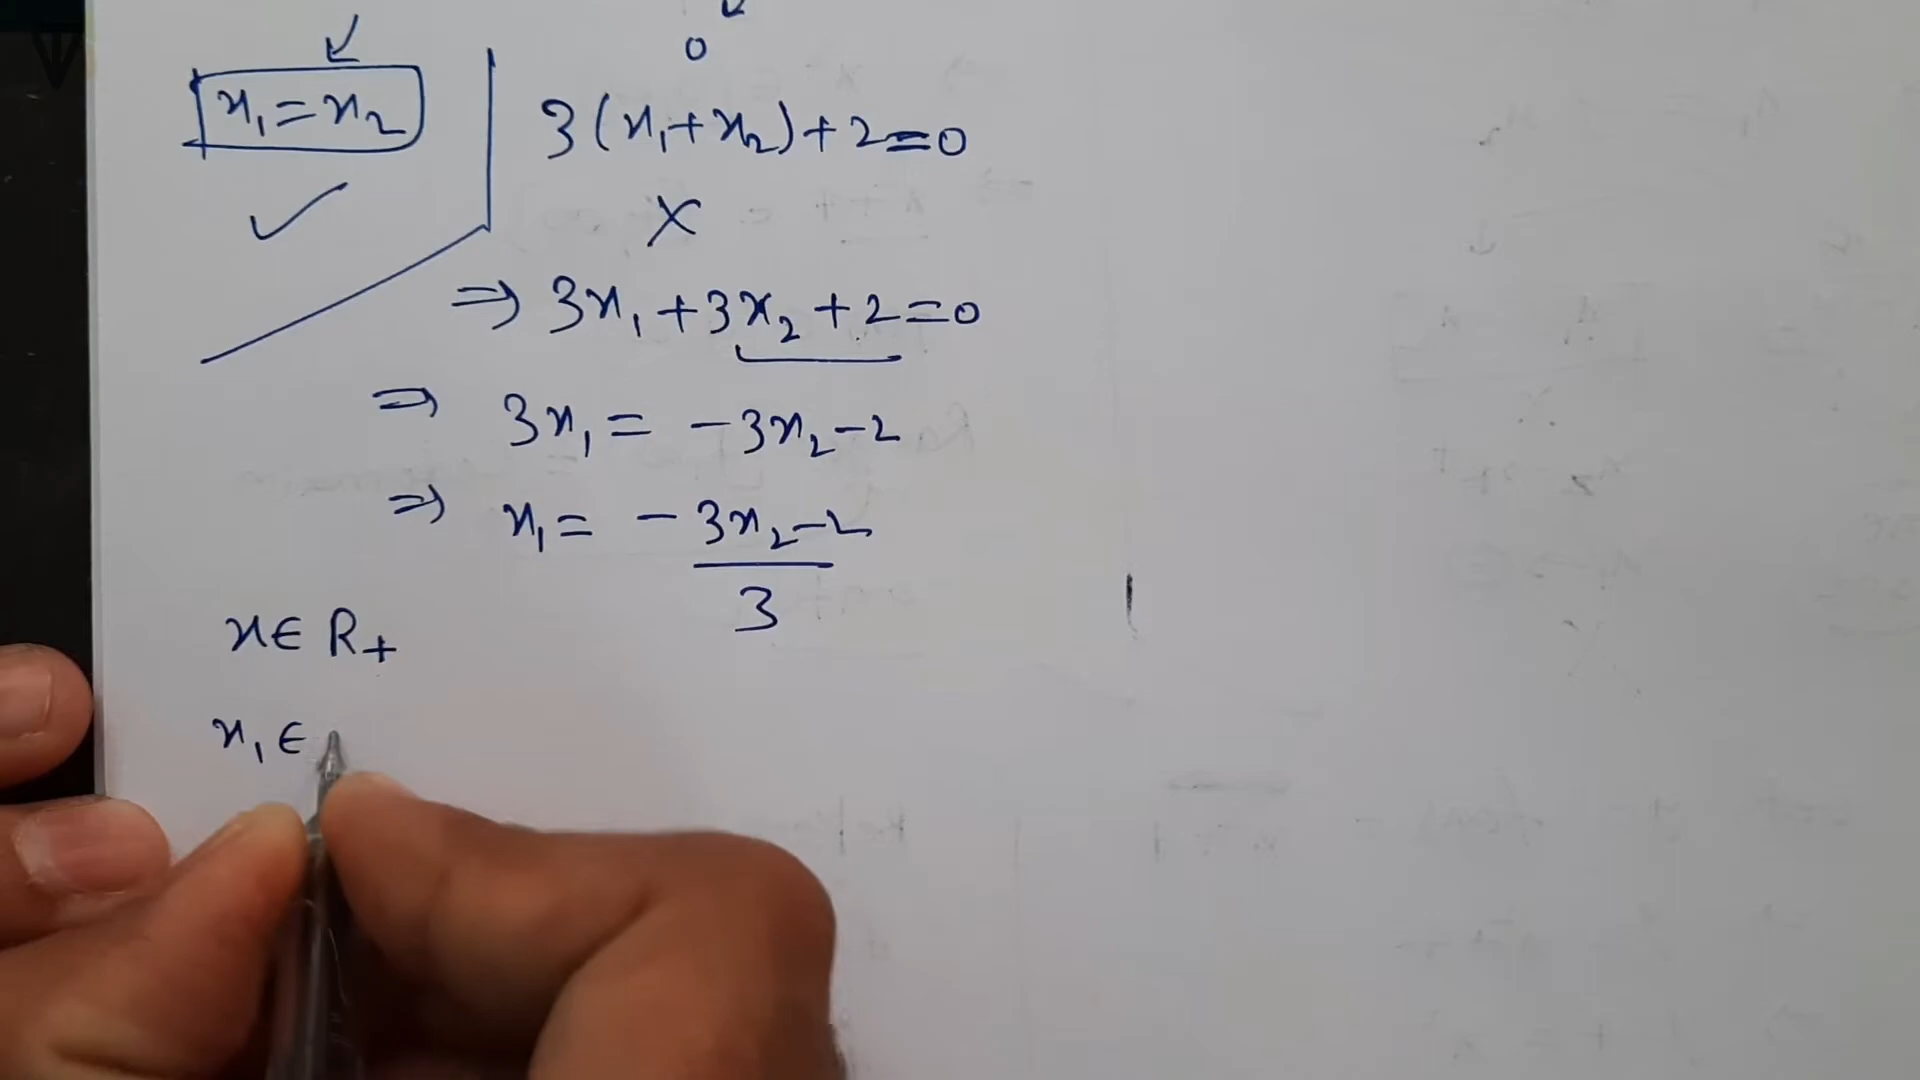 0
x₁=x₂
3(x₁+x₂)+2=0
⇒ 3x₁+3x₂+2=0
⇒ 3x₁= -3x₂-2
⇒ x₁= -3x₂-2
3
x∈ R₊
x₁∈